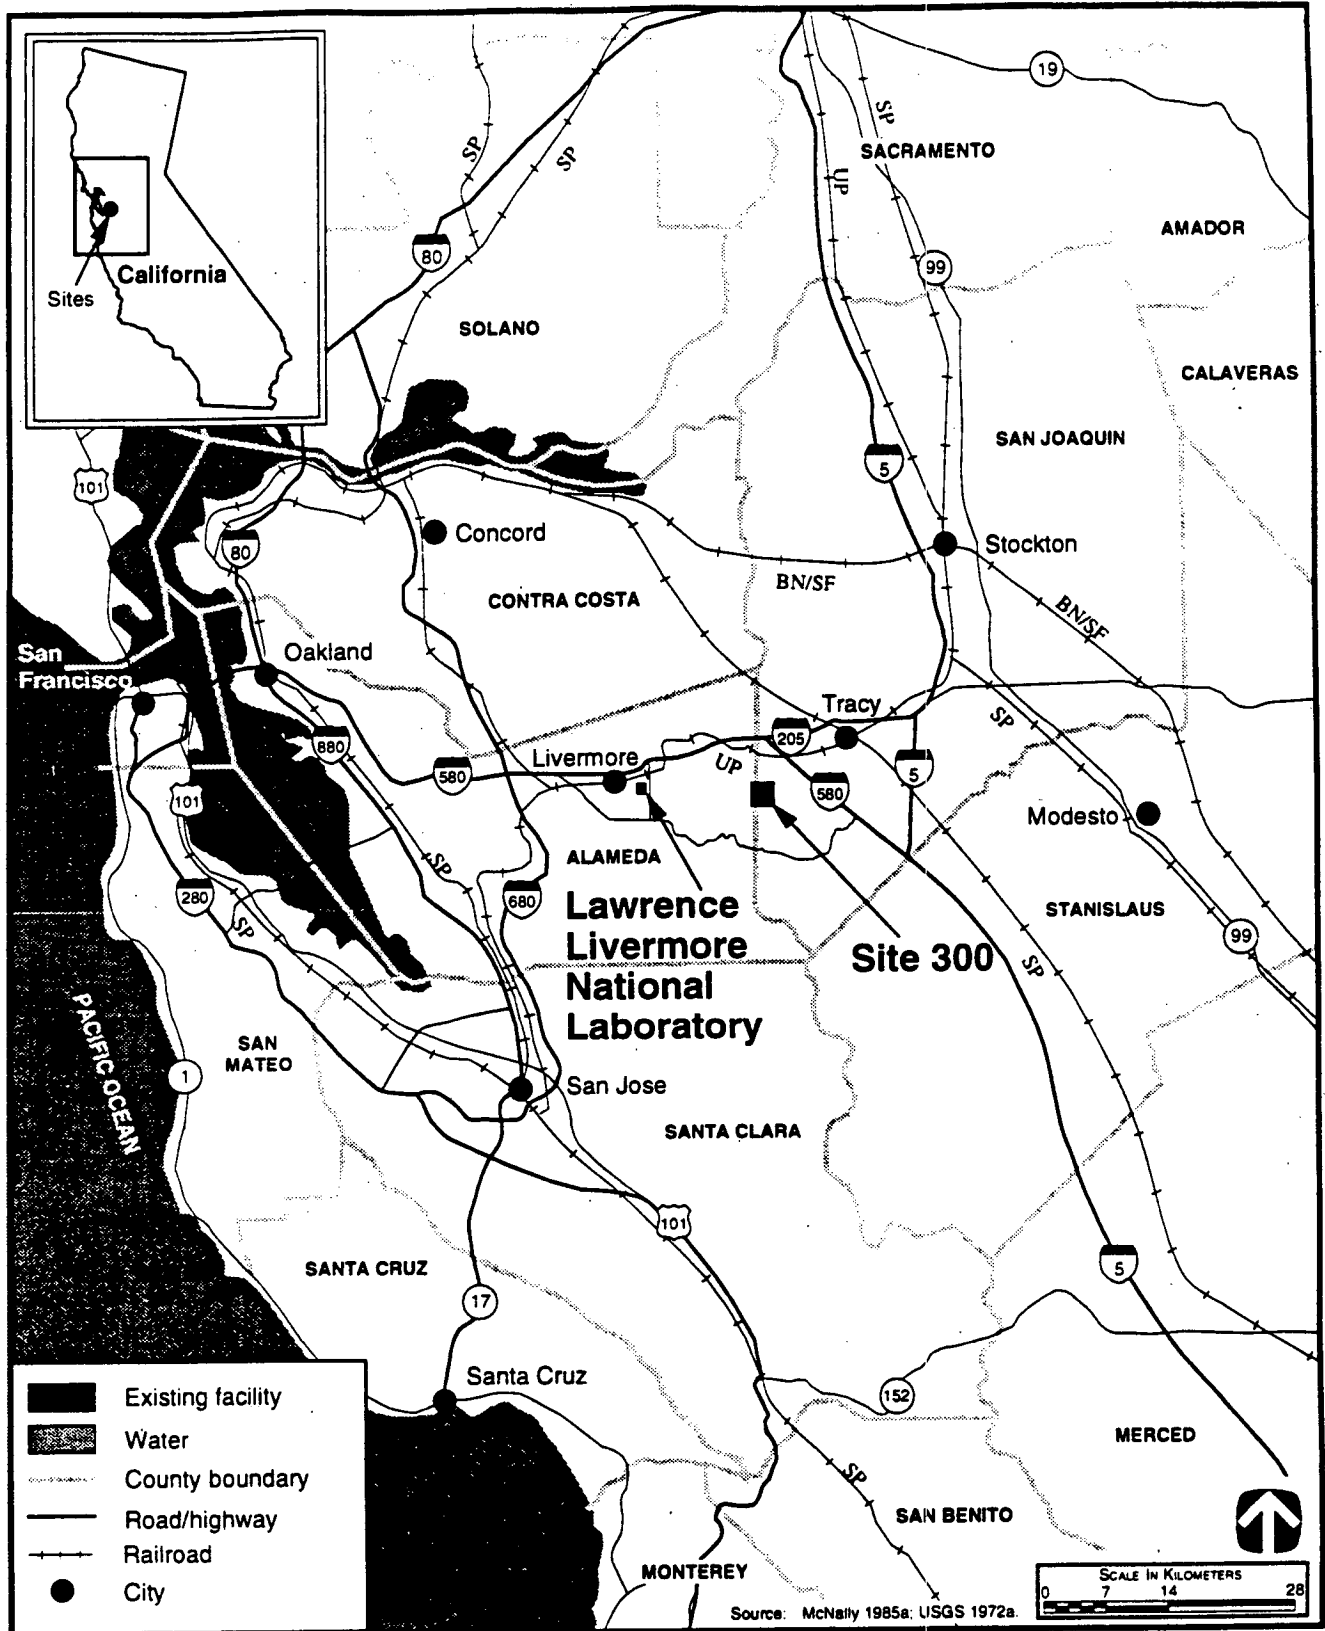 19
SP
SACRAMENTO
SP
SP
UP
AMADOR
80
99
California
Sites
SOLANO
CALAVERAS
SAN JOAQUIN
5
101
Concord
80
Stockton
BN/SF
CONTRA COSTA
BN/SF
San
Francisco
Oakland
Tracy
SP
880
205
Livermore
UP
580
5
580
101
Modesto
SP
ALAMEDA
280
680
Lawrence
Livermore
National
Laboratory
STANISLAUS
SP
99
Site 300
SP
PACIFIC OCEAN
SAN
MATEO
1
San Jose
SANTA CLARA
101
SANTA CRUZ
5
17
Santa Cruz
152
MERCED
SP
SAN BENITO
MONTEREY
Existing facility
Water
County boundary
Road/highway
Railroad
City
SCALE IN KILOMETERS
0 7 14 28
Source: McNally 1985a; USGS 1972a.